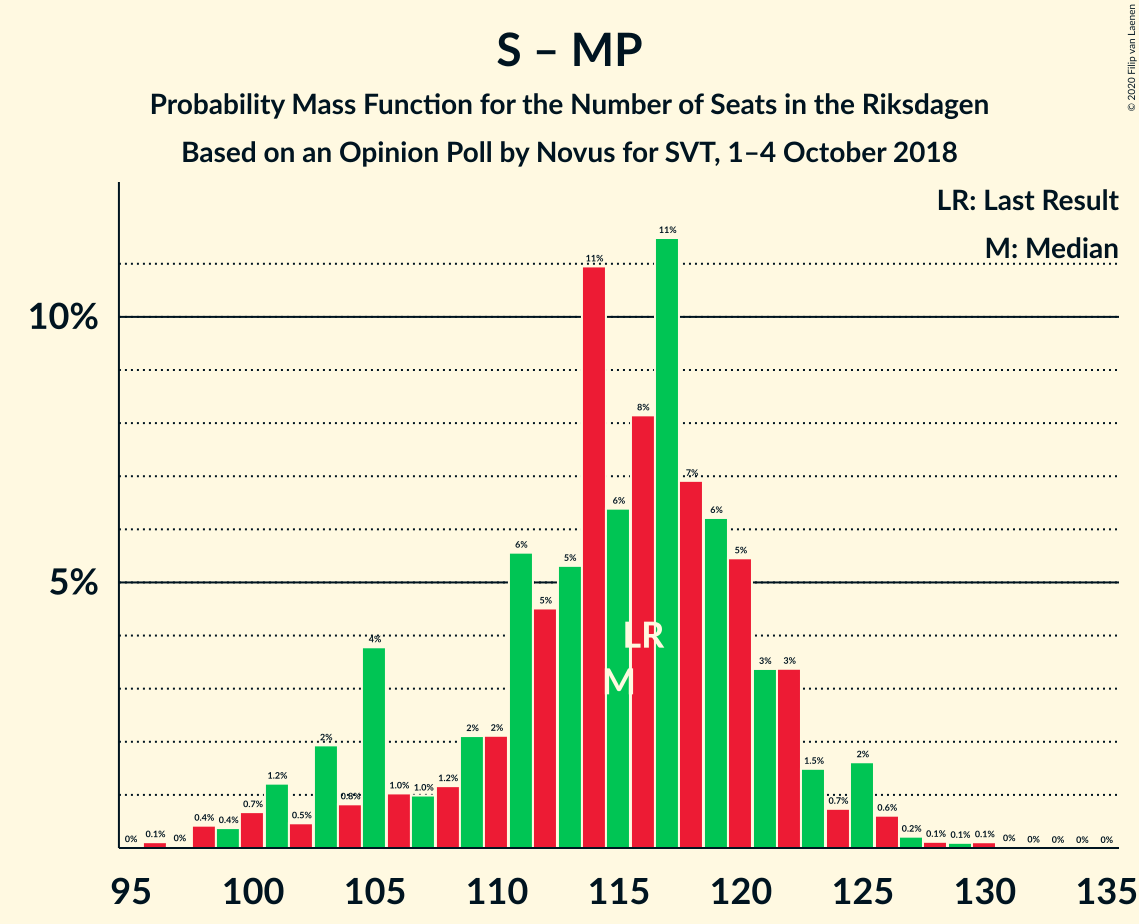 S – MP
Probability Mass Function for the Number of Seats in the Riksdagen
Based on an Opinion Poll by Novus for SVT, 1–4 October 2018
© 2020 Filip van Laenen
LR: Last Result
M: Median
10%
5%
0% 0.1% 0% 0.4% 0.4% 0.7% 1.2% 0.5% 2% 0.8% 4% 1.0% 1.0% 1.2% 2% 2% 6% 5% 5% 11% 6% 8% 11% 7% 6% 5% 3% 3% 1.5% 0.7% 2% 0.6% 0.2% 0.1% 0.1% 0.1% 0% 0% 0% 0% 0%
LR
M
95 100 105 110 115 120 125 130 135